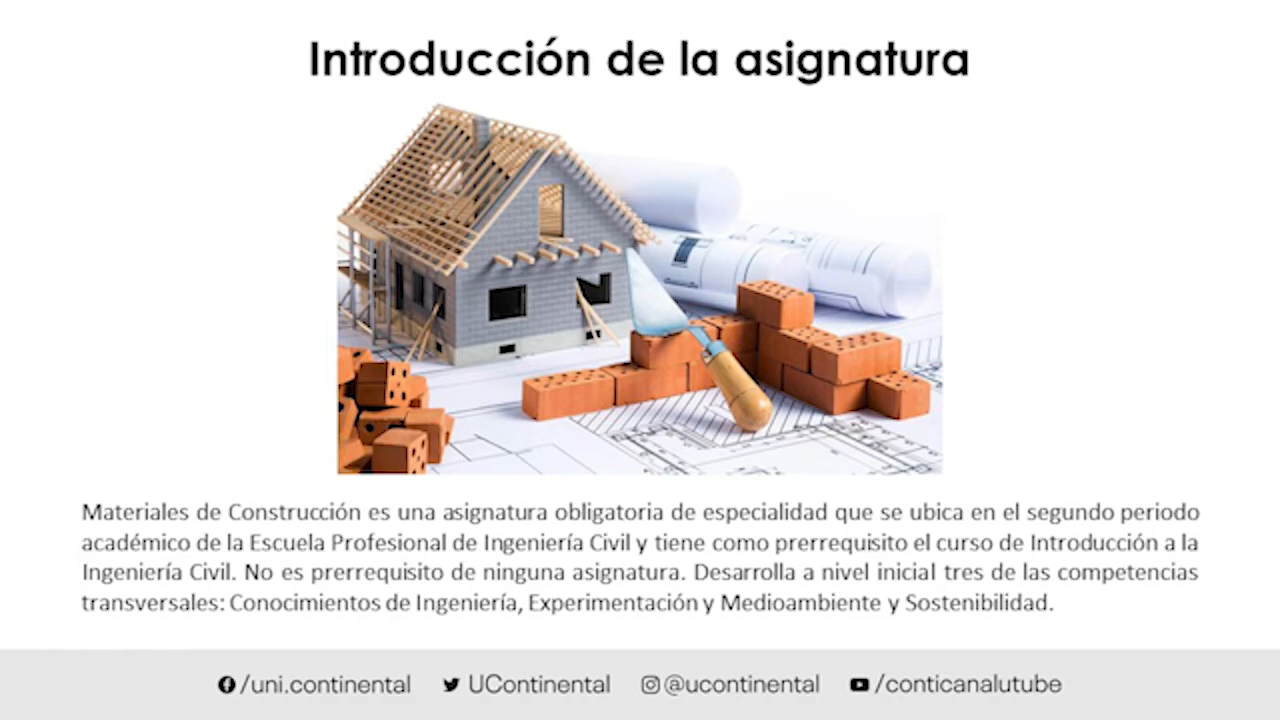 Introducción de la asignatura
Materiales de Construcción es una asignatura obligatoria de especialidad que se ubica en el segundo periodo
académico de la Escuela Profesional de Ingeniería Civil y tiene como prerrequisito el curso de Introducción a la
Ingeniería Civil. No es prerrequisito de ninguna asignatura. Desarrolla a nivel inicial tres de las competencias
transversales: Conocimientos de Ingeniería, Experimentación y Medioambiente y Sostenibilidad.
/uni.continental UContinental @ucontinental /conticanalutube